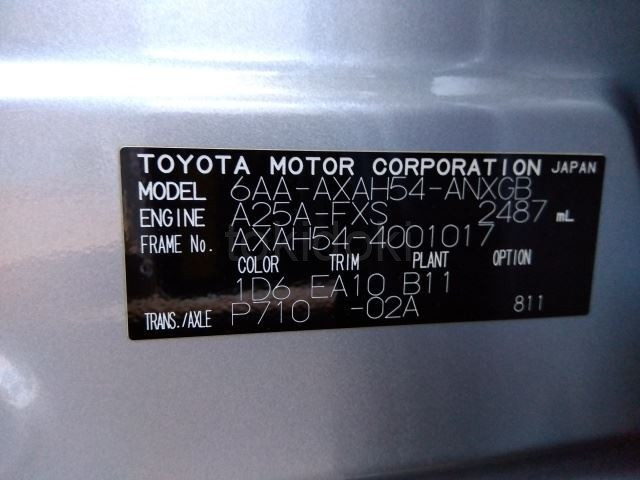 TOYOTA MOTOR CORPORATION JAPAN
MODEL 6AA-AXAH54-ANXGB
ENGINE A25A-FXS 2487 mL
FRAME No. AXAH54-4001017
COLOR TRIM PLANT OPTION
1D6 EA10 B11
TRANS./AXLE P710 -02A 811